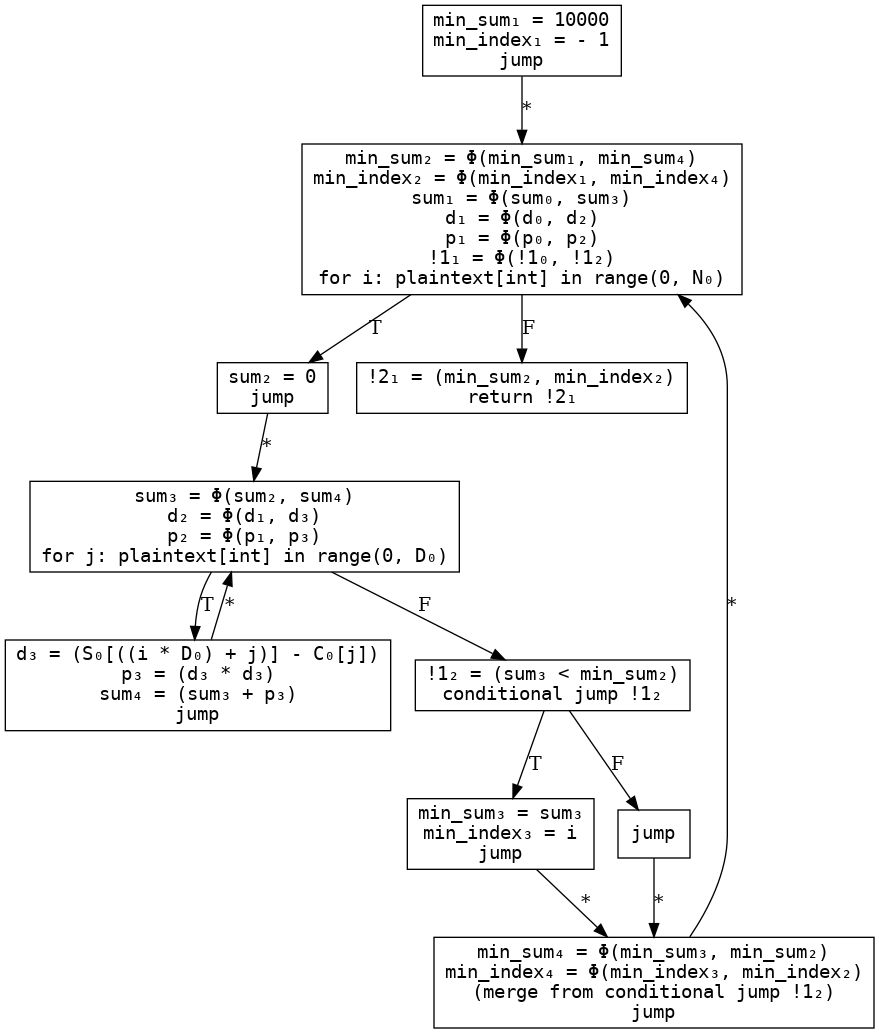 min_sum₁ = 10000
min_index₁ = - 1
jump
*
min_sum₂ = Φ(min_sum₁, min_sum₄)
min_index₂ = Φ(min_index₁, min_index₄)
sum₁ = Φ(sum₀, sum₃)
d₁ = Φ(d₀, d₂)
p₁ = Φ(p₀, p₂)
!1₁ = Φ(!1₀, !1₂)
for i: plaintext[int] in range(0, N₀)
T
F
sum₂ = 0
jump
!2₁ = (min_sum₂, min_index₂)
return !2₁
*
sum₃ = Φ(sum₂, sum₄)
d₂ = Φ(d₁, d₃)
p₂ = Φ(p₁, p₃)
for j: plaintext[int] in range(0, D₀)
T
*
F
*
d₃ = (S₀[((i * D₀) + j)] - C₀[j])
p₃ = (d₃ * d₃)
sum₄ = (sum₃ + p₃)
jump
!1₂ = (sum₃ < min_sum₂)
conditional jump !1₂
T
F
min_sum₃ = sum₃
min_index₃ = i
jump
jump
*
*
min_sum₄ = Φ(min_sum₃, min_sum₂)
min_index₄ = Φ(min_index₃, min_index₂)
(merge from conditional jump !1₂)
jump